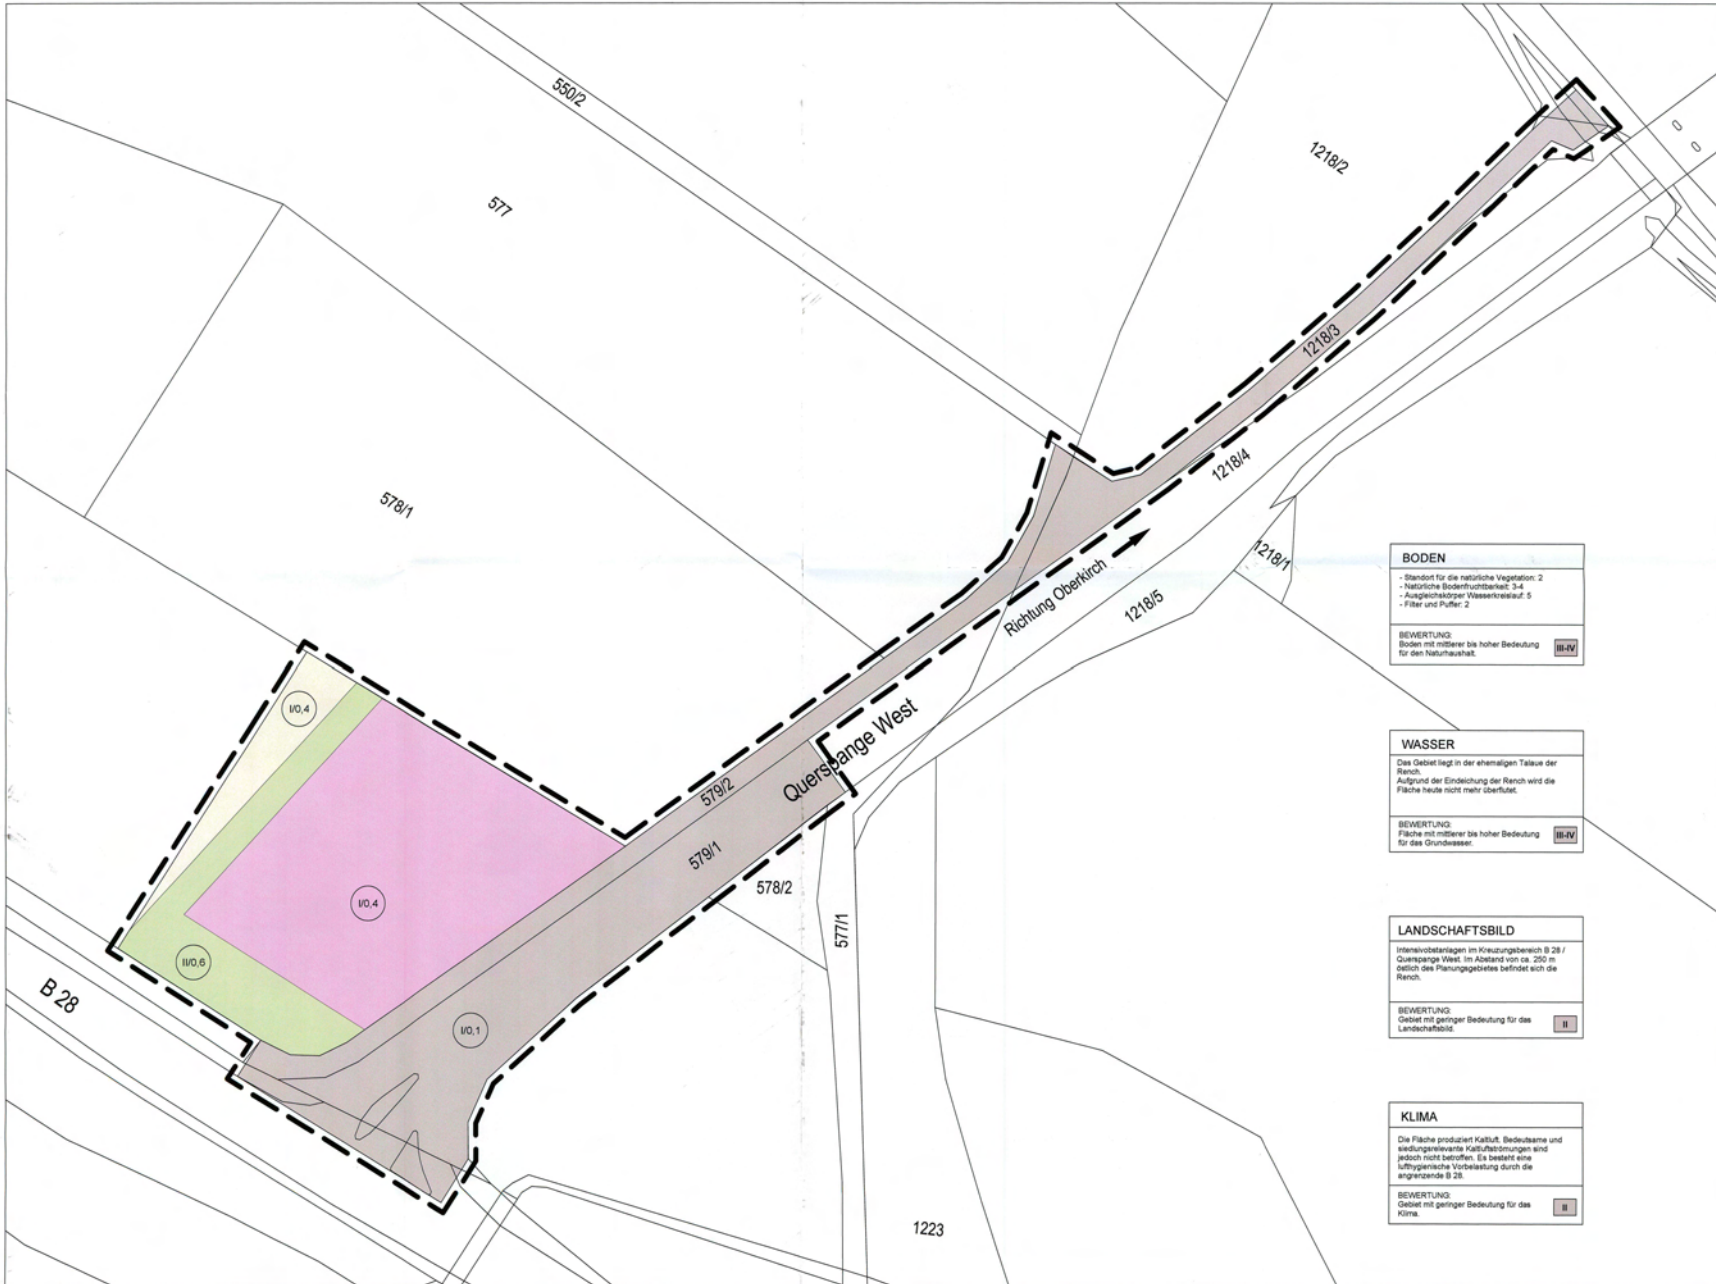 550/2
1218/2
577
1218/3
578/1
1218/4
1218/1
Richtung Oberkirch
1218/5
Querspange West
579/2
579/1
578/2
577/1
I/0,4
I/0,4
II/0,6
I/0,1
B 28
1223
BODEN
- Standort für die natürliche Vegetation: 2
- Natürliche Bodenfruchtbarkeit: 3-4
- Ausgleichskörper Wasserkreislauf: 5
- Filter und Puffer: 2
BEWERTUNG:
Boden mit mittlerer bis hoher Bedeutung
für den Naturhaushalt.
III-IV
WASSER
Das Gebiet liegt in der ehemaligen Talaue der
Rench.
Aufgrund der Eindeichung der Rench wird die
Fläche heute nicht mehr überflutet.
BEWERTUNG:
Fläche mit mittlerer bis hoher Bedeutung
für das Grundwasser.
III-IV
LANDSCHAFTSBILD
Intensivobstanlagen im Kreuzungsbereich B 28 /
Querspange West. Im Abstand von ca. 250 m
östlich des Planungsgebietes befindet sich die
Rench.
BEWERTUNG:
Gebiet mit geringer Bedeutung für das
Landschaftsbild.
II
KLIMA
Die Fläche produziert Kaltluft. Bedeutsame und
siedlungsrelevante Kaltluftströmungen sind
jedoch nicht betroffen. Es besteht eine
lufthygienische Vorbelastung durch die
angrenzende B 28.
BEWERTUNG:
Gebiet mit geringer Bedeutung für das
Klima.
II